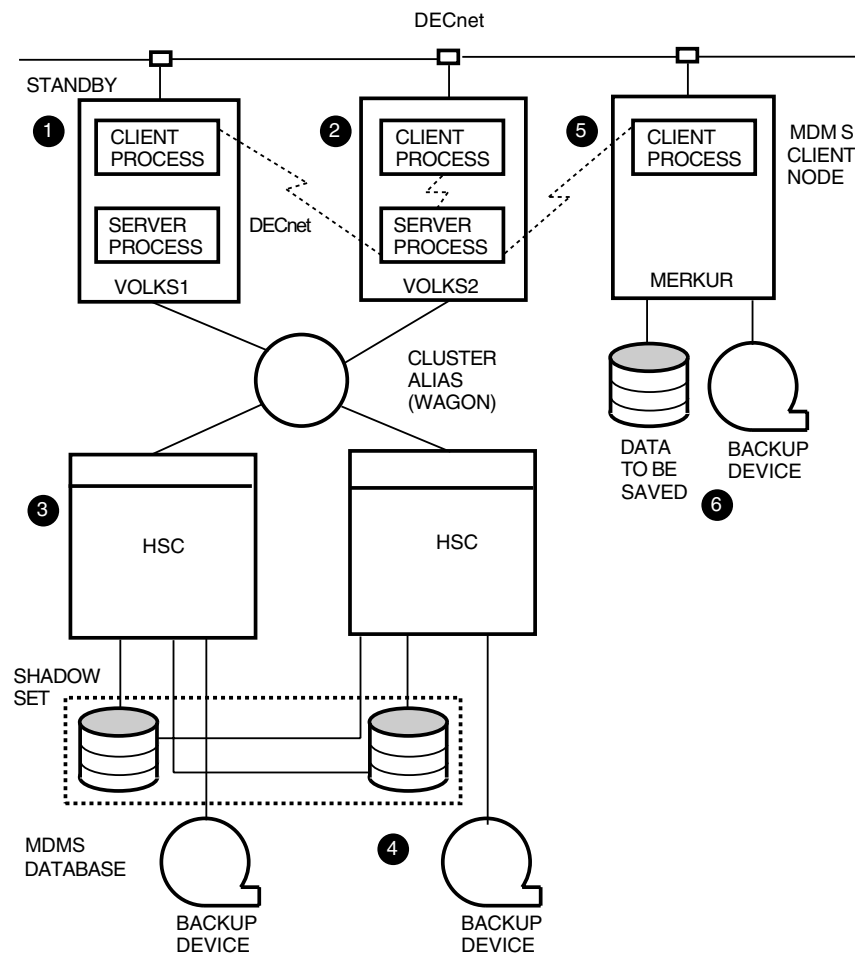 DECnet
STANDBY
1
CLIENT
PROCESS
SERVER
PROCESS
VOLKS1
DECnet
2
CLIENT
PROCESS
SERVER
PROCESS
VOLKS2
5
CLIENT
PROCESS
MERKUR
MDM S
CLIENT
NODE
CLUSTER
ALIAS
(WAGON)
DATA
TO BE
SAVED
BACKUP
DEVICE
6
3
HSC
HSC
SHADOW
SET
MDMS
DATABASE
4
BACKUP
DEVICE
BACKUP
DEVICE